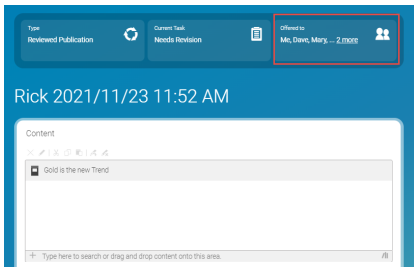 Type
Reviewed Publication
Current Task
Needs Revision
Offered to
Me, Dave, Mary, ... 2 more
Rick 2021/11/23 11:52 AM
Content
Gold is the new Trend
Type here to search or drag and drop content onto this area.